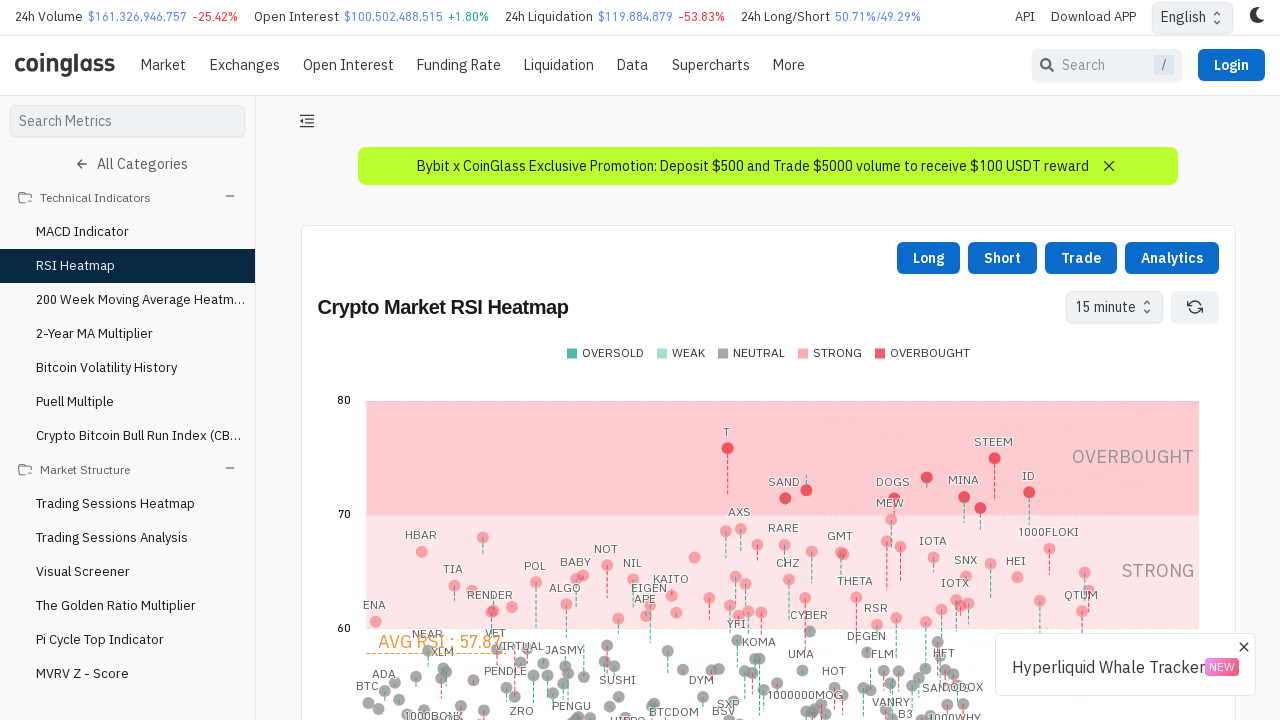 24h Volume $161,326,946,757 -25.42% Open Interest $100,502,488,515 +1.80% 24h Liquidation $119,884,879 -53.83% 24h Long/Short 50.71%/49.29% API Download APP English
coinglass Market Exchanges Open Interest Funding Rate Liquidation Data Supercharts More Search / Login
Search Metrics
All Categories
Technical Indicators
MACD Indicator
RSI Heatmap
200 Week Moving Average Heatm...
2-Year MA Multiplier
Bitcoin Volatility History
Puell Multiple
Crypto Bitcoin Bull Run Index (CB...
Market Structure
Trading Sessions Heatmap
Trading Sessions Analysis
Visual Screener
The Golden Ratio Multiplier
Pi Cycle Top Indicator
MVRV Z - Score
Bybit x CoinGlass Exclusive Promotion: Deposit $500 and Trade $5000 volume to receive $100 USDT reward
Long Short Trade Analytics
Crypto Market RSI Heatmap 15 minute
OVERSOLD WEAK NEUTRAL STRONG OVERBOUGHT
80
T
STEEM
OVERBOUGHT
SAND DOGS MINA ID
MEW
70 AXS
HBAR RARE GMT 1000FLOKI
NOT IOTA
TIA POL BABY NIL CHZ SNX HEI
KAITO THETA IOTX STRONG
RENDER ALGO EIGEN QTUM
ENA APE CYBER RSR
60 YFI
NEAR VET DEGEN
AVG RSI : 57.87
XLM VIRTUAL JASMY KOMA UMA FLM HFT
ADA PENDLE SUSHI DYM HOT
BTC 1000000MOG SAND DODOX
PENGU SXP VANRY
ZRO BTCDOM BSV B3
Hyperliquid Whale Tracker NEW